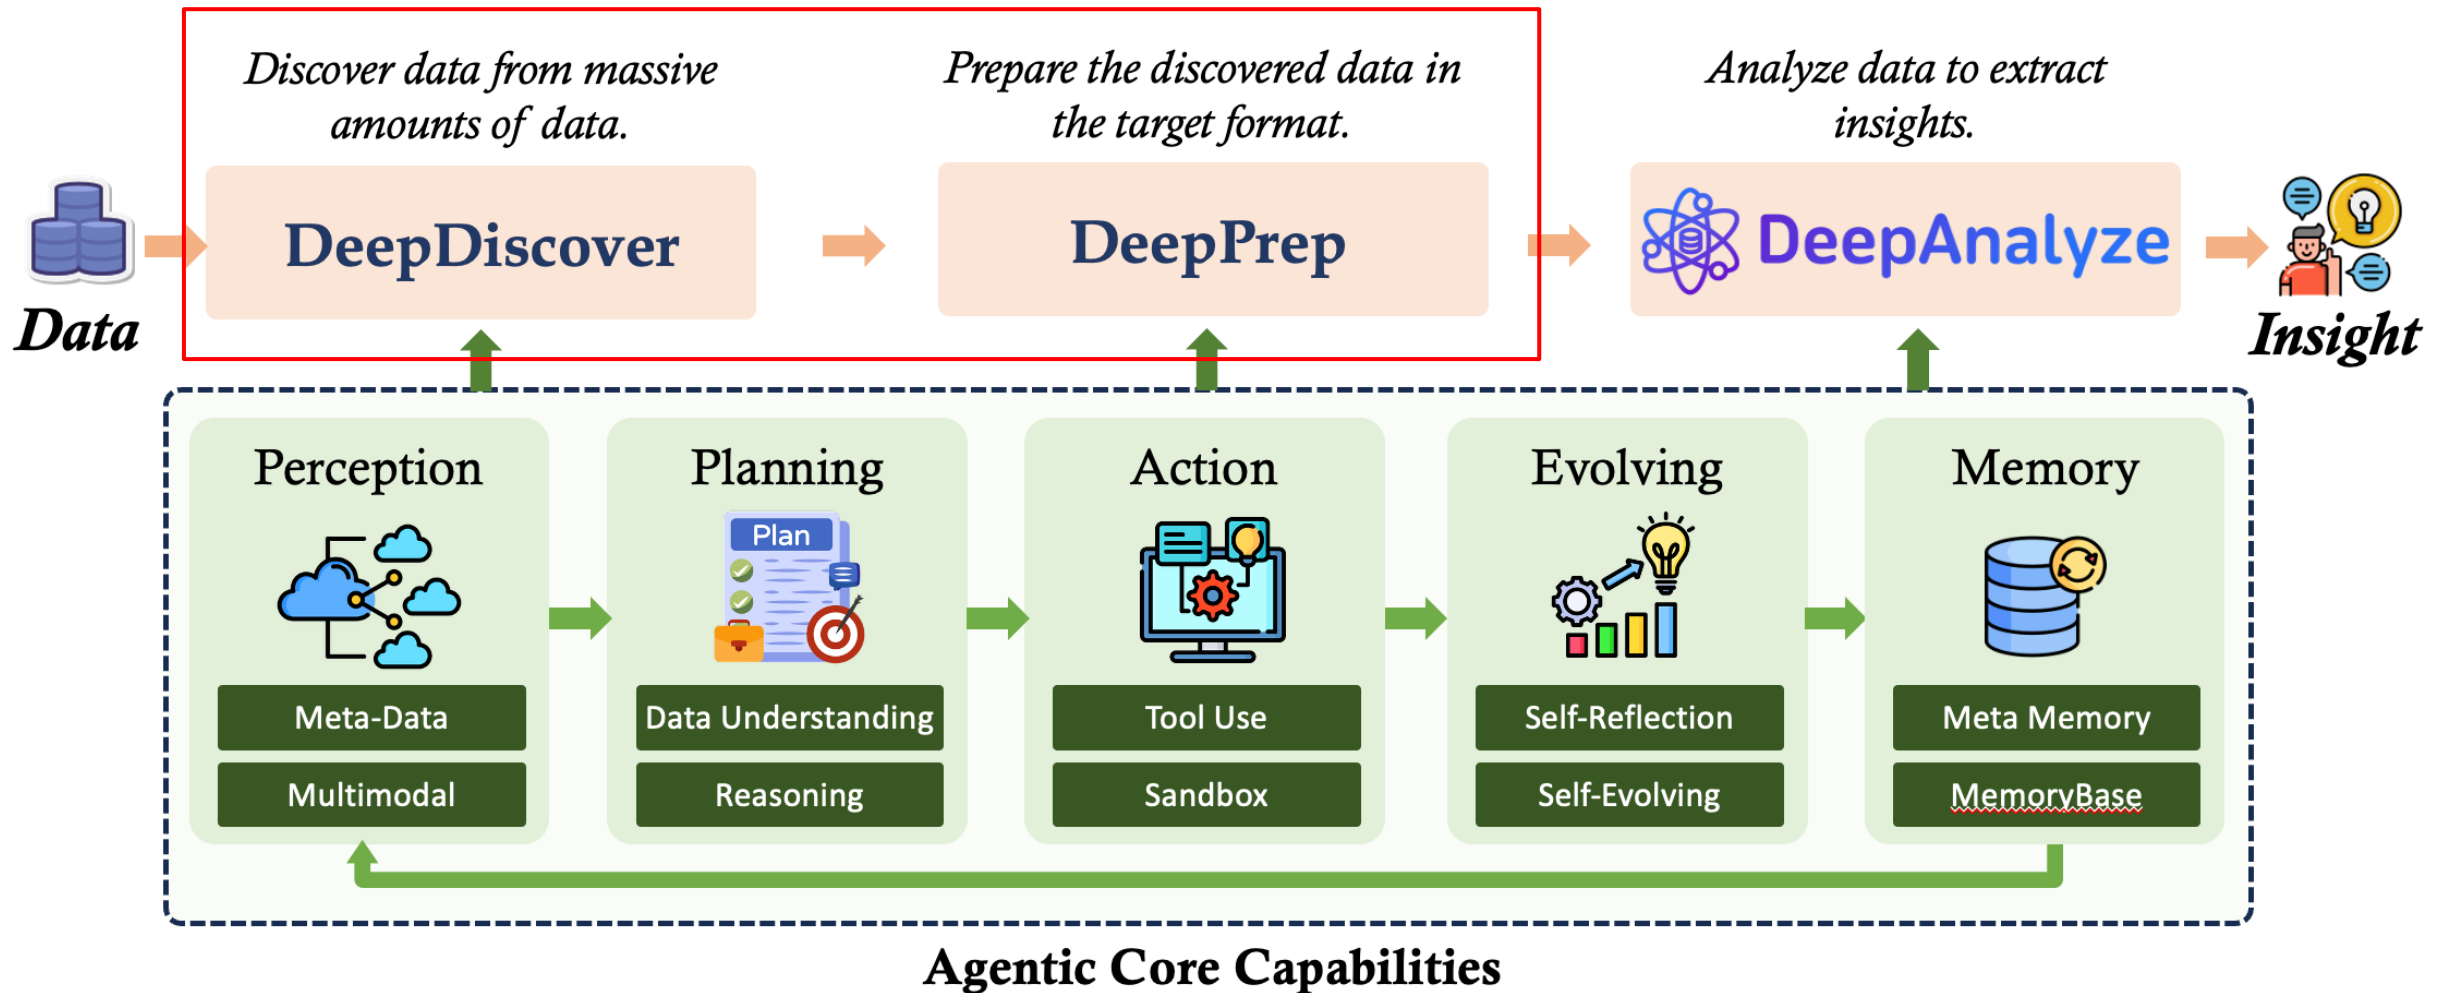 Discover data from massive
amounts of data.
Prepare the discovered data in
the target format.
Analyze data to extract
insights.
Data
DeepDiscover
DeepPrep
DeepAnalyze
Insight
Perception
Meta-Data
Multimodal
Planning
Plan
Data Understanding
Reasoning
Action
Tool Use
Sandbox
Evolving
Self-Reflection
Self-Evolving
Memory
Meta Memory
MemoryBase
Agentic Core Capabilities